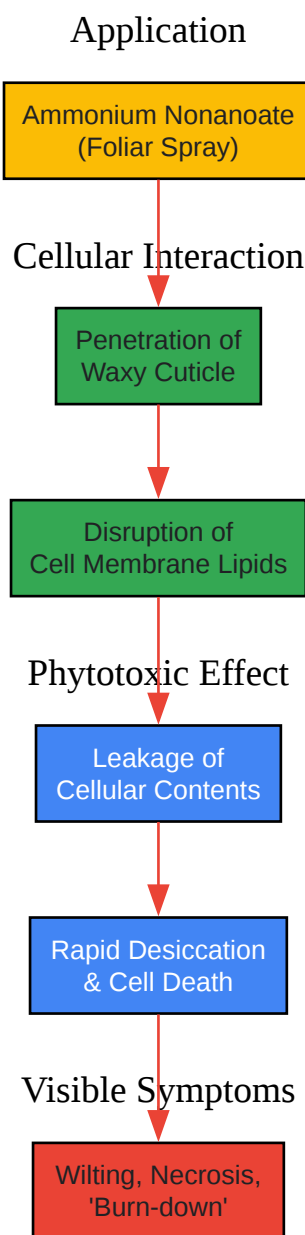 Application
Ammonium Nonanoate
(Foliar Spray)
Cellular Interaction
Penetration of
Waxy Cuticle
Disruption of
Cell Membrane Lipids
Phytotoxic Effect
Leakage of
Cellular Contents
Rapid Desiccation
& Cell Death
Visible Symptoms
Wilting, Necrosis,
'Burn-down'